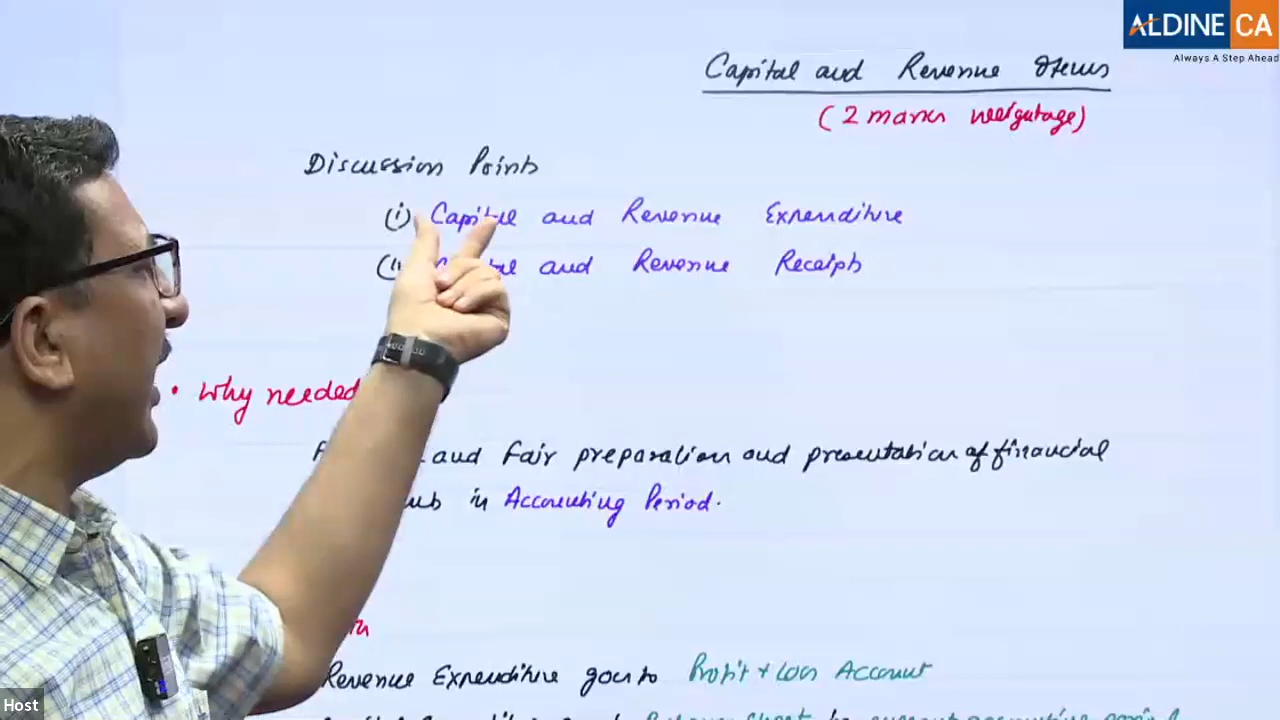 ALDINE CA
Always A Step Ahead
Capital and Revenue Items
(2 marks weightage)
Discussion Points
(i) Capital and Revenue Expenditure
and Revenue Receipts
• Why needed
and Fair preparation and presentation of financial
in Accounting Period.
Revenue Expenditure goes to Profit + Loss Account
Host